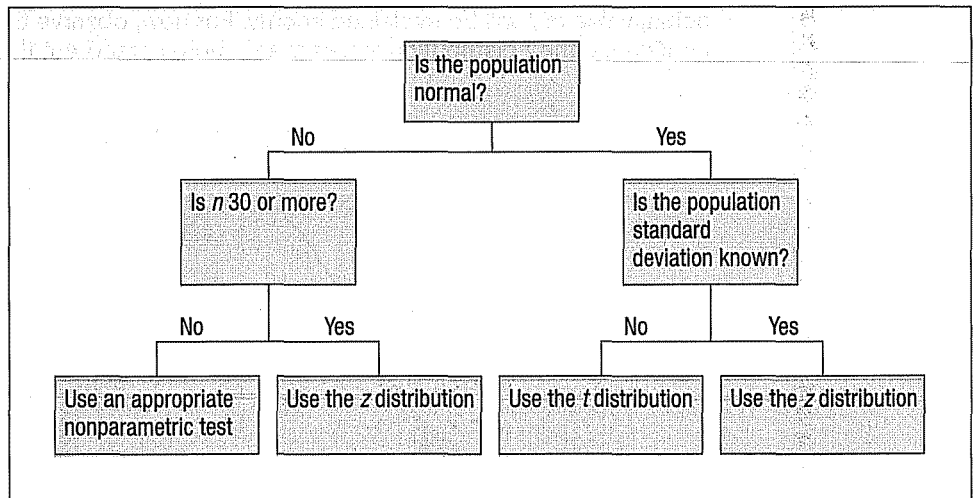 Is the population
normal?
No
Yes
Is n 30 or more?
Is the population
standard
deviation known?
No
Yes
No
Yes
Use an appropriate
nonparametric test
Use the z distribution
Use the t distribution
Use the z distribution